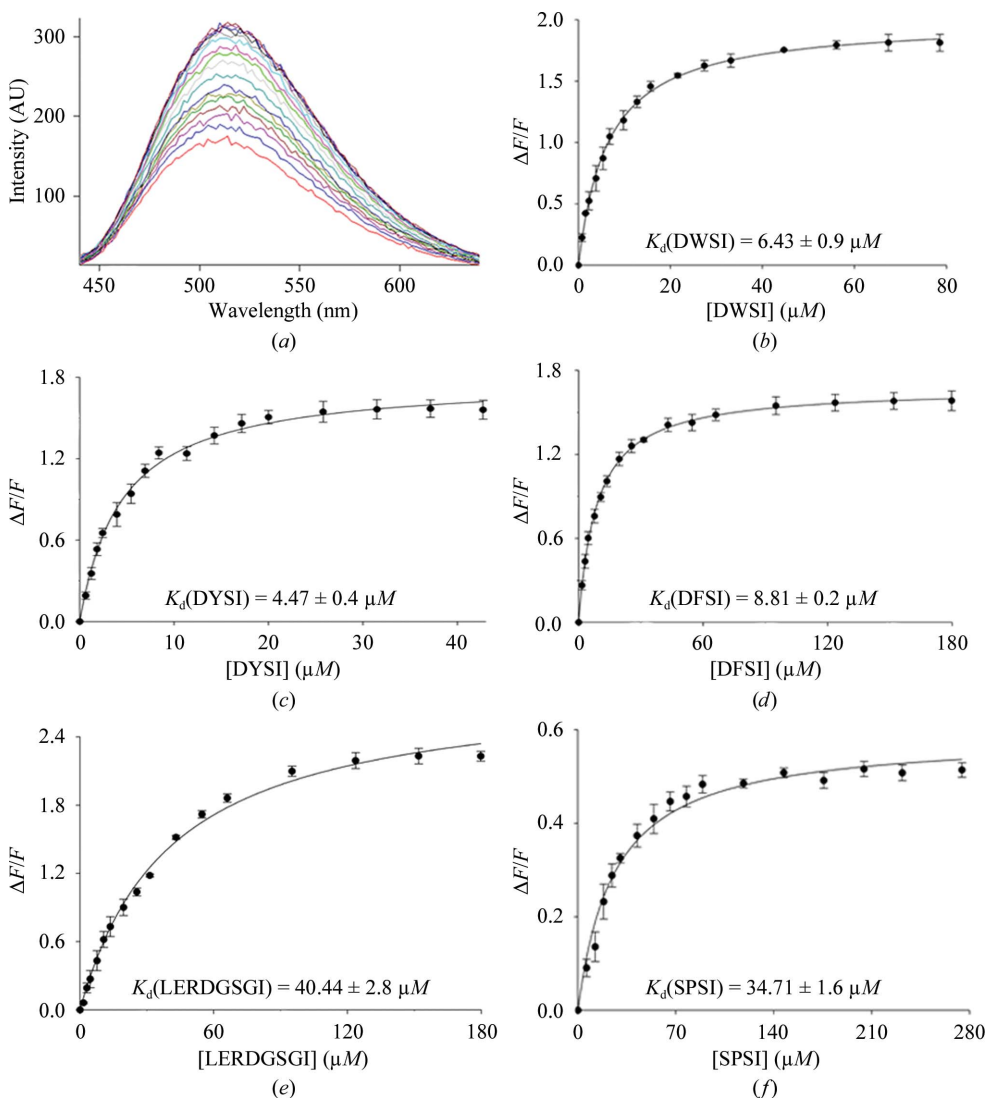 300
200
100
Intensity (AU)
450 500 550 600
Wavelength (nm)
(a)
2.0
1.5
1.0
0.5
0.0
ΔF/F
Kd(DWSI) = 6.43 ± 0.9 µM
0 20 40 60 80
[DWSI] (µM)
(b)
1.8
1.2
0.6
0.0
ΔF/F
Kd(DYSI) = 4.47 ± 0.4 µM
0 10 20 30 40
[DYSI] (µM)
(c)
1.8
1.2
0.6
0.0
ΔF/F
Kd(DFSI) = 8.81 ± 0.2 µM
0 60 120 180
[DFSI] (µM)
(d)
2.4
1.8
1.2
0.6
0.0
ΔF/F
Kd(LERDGSGI) = 40.44 ± 2.8 µM
0 60 120 180
[LERDGSGI] (µM)
(e)
0.6
0.4
0.2
0.0
ΔF/F
Kd(SPSI) = 34.71 ± 1.6 µM
0 70 140 210 280
[SPSI] (µM)
(f)